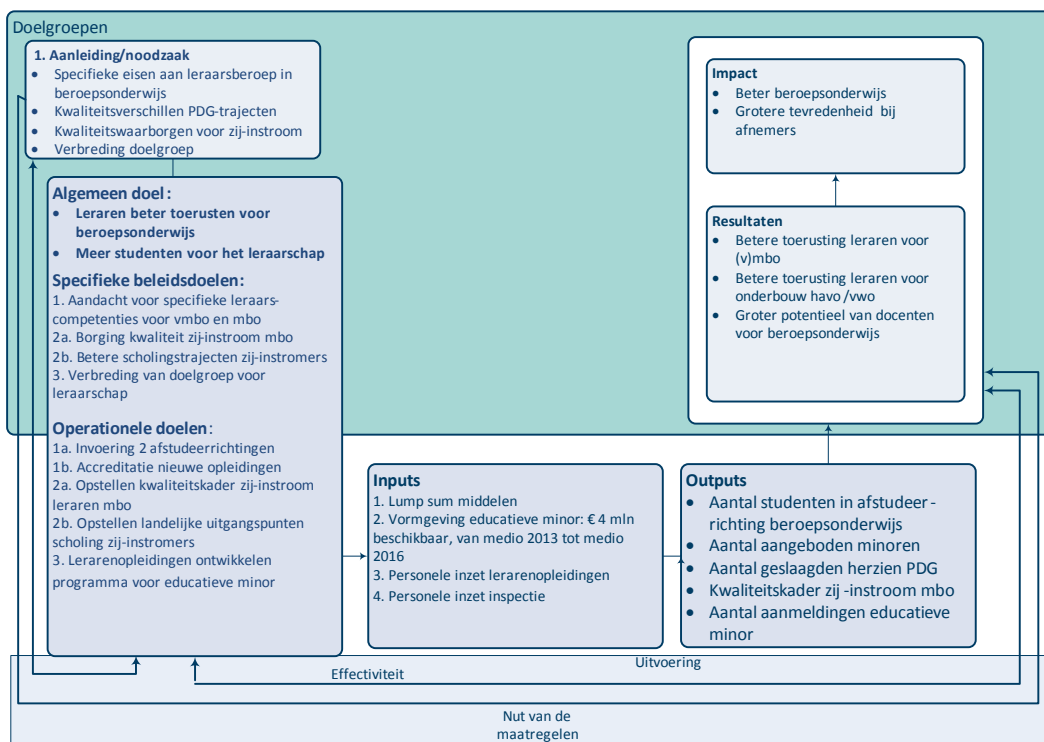 Doelgroepen
1. Aanleiding/noodzaak
• Specifieke eisen aan leraarsberoep in
beroepsonderwijs
• Kwaliteitsverschillen PDG-trajecten
• Kwaliteitswaarborgen voor zij-instroom
• Verbreding doelgroep
Algemeen doel:
• Leraren beter toerusten voor
beroepsonderwijs
• Meer studenten voor het leraarschap
Specifieke beleidsdoelen:
1. Aandacht voor specifieke leraars-
competenties voor vmbo en mbo
2a. Borging kwaliteit zij-instroom mbo
2b. Betere scholingstrajecten zij-instromers
3. Verbreding van doelgroep voor
leraarschap
Operationele doelen:
1a. Invoering 2 afstudeerrichtingen
1b. Accreditatie nieuwe opleidingen
2a. Opstellen kwaliteitskader zij-instroom
leraren mbo
2b. Opstellen landelijke uitgangspunten
scholing zij-instromers
3. Lerarenopleidingen ontwikkelen
programma voor educatieve minor
Inputs
1. Lump sum middelen
2. Vormgeving educatieve minor: € 4 mln
beschikbaar, van medio 2013 tot medio
2016
3. Personele inzet lerarenopleidingen
4. Personele inzet inspectie
Outputs
• Aantal studenten in afstudeer-
richting beroepsonderwijs
• Aantal aangeboden minoren
• Aantal geslaagden herzien PDG
• Kwaliteitskader zij-instroom mbo
• Aantal aanmeldingen educatieve
minor
Impact
• Beter beroepsonderwijs
• Grotere tevredenheid bij
afnemers
Resultaten
• Betere toerusting leraren voor
(v)mbo
• Betere toerusting leraren voor
onderbouw havo/vwo
• Groter potentieel van docenten
voor beroepsonderwijs
Uitvoering
Effectiviteit
Nut van de
maatregelen